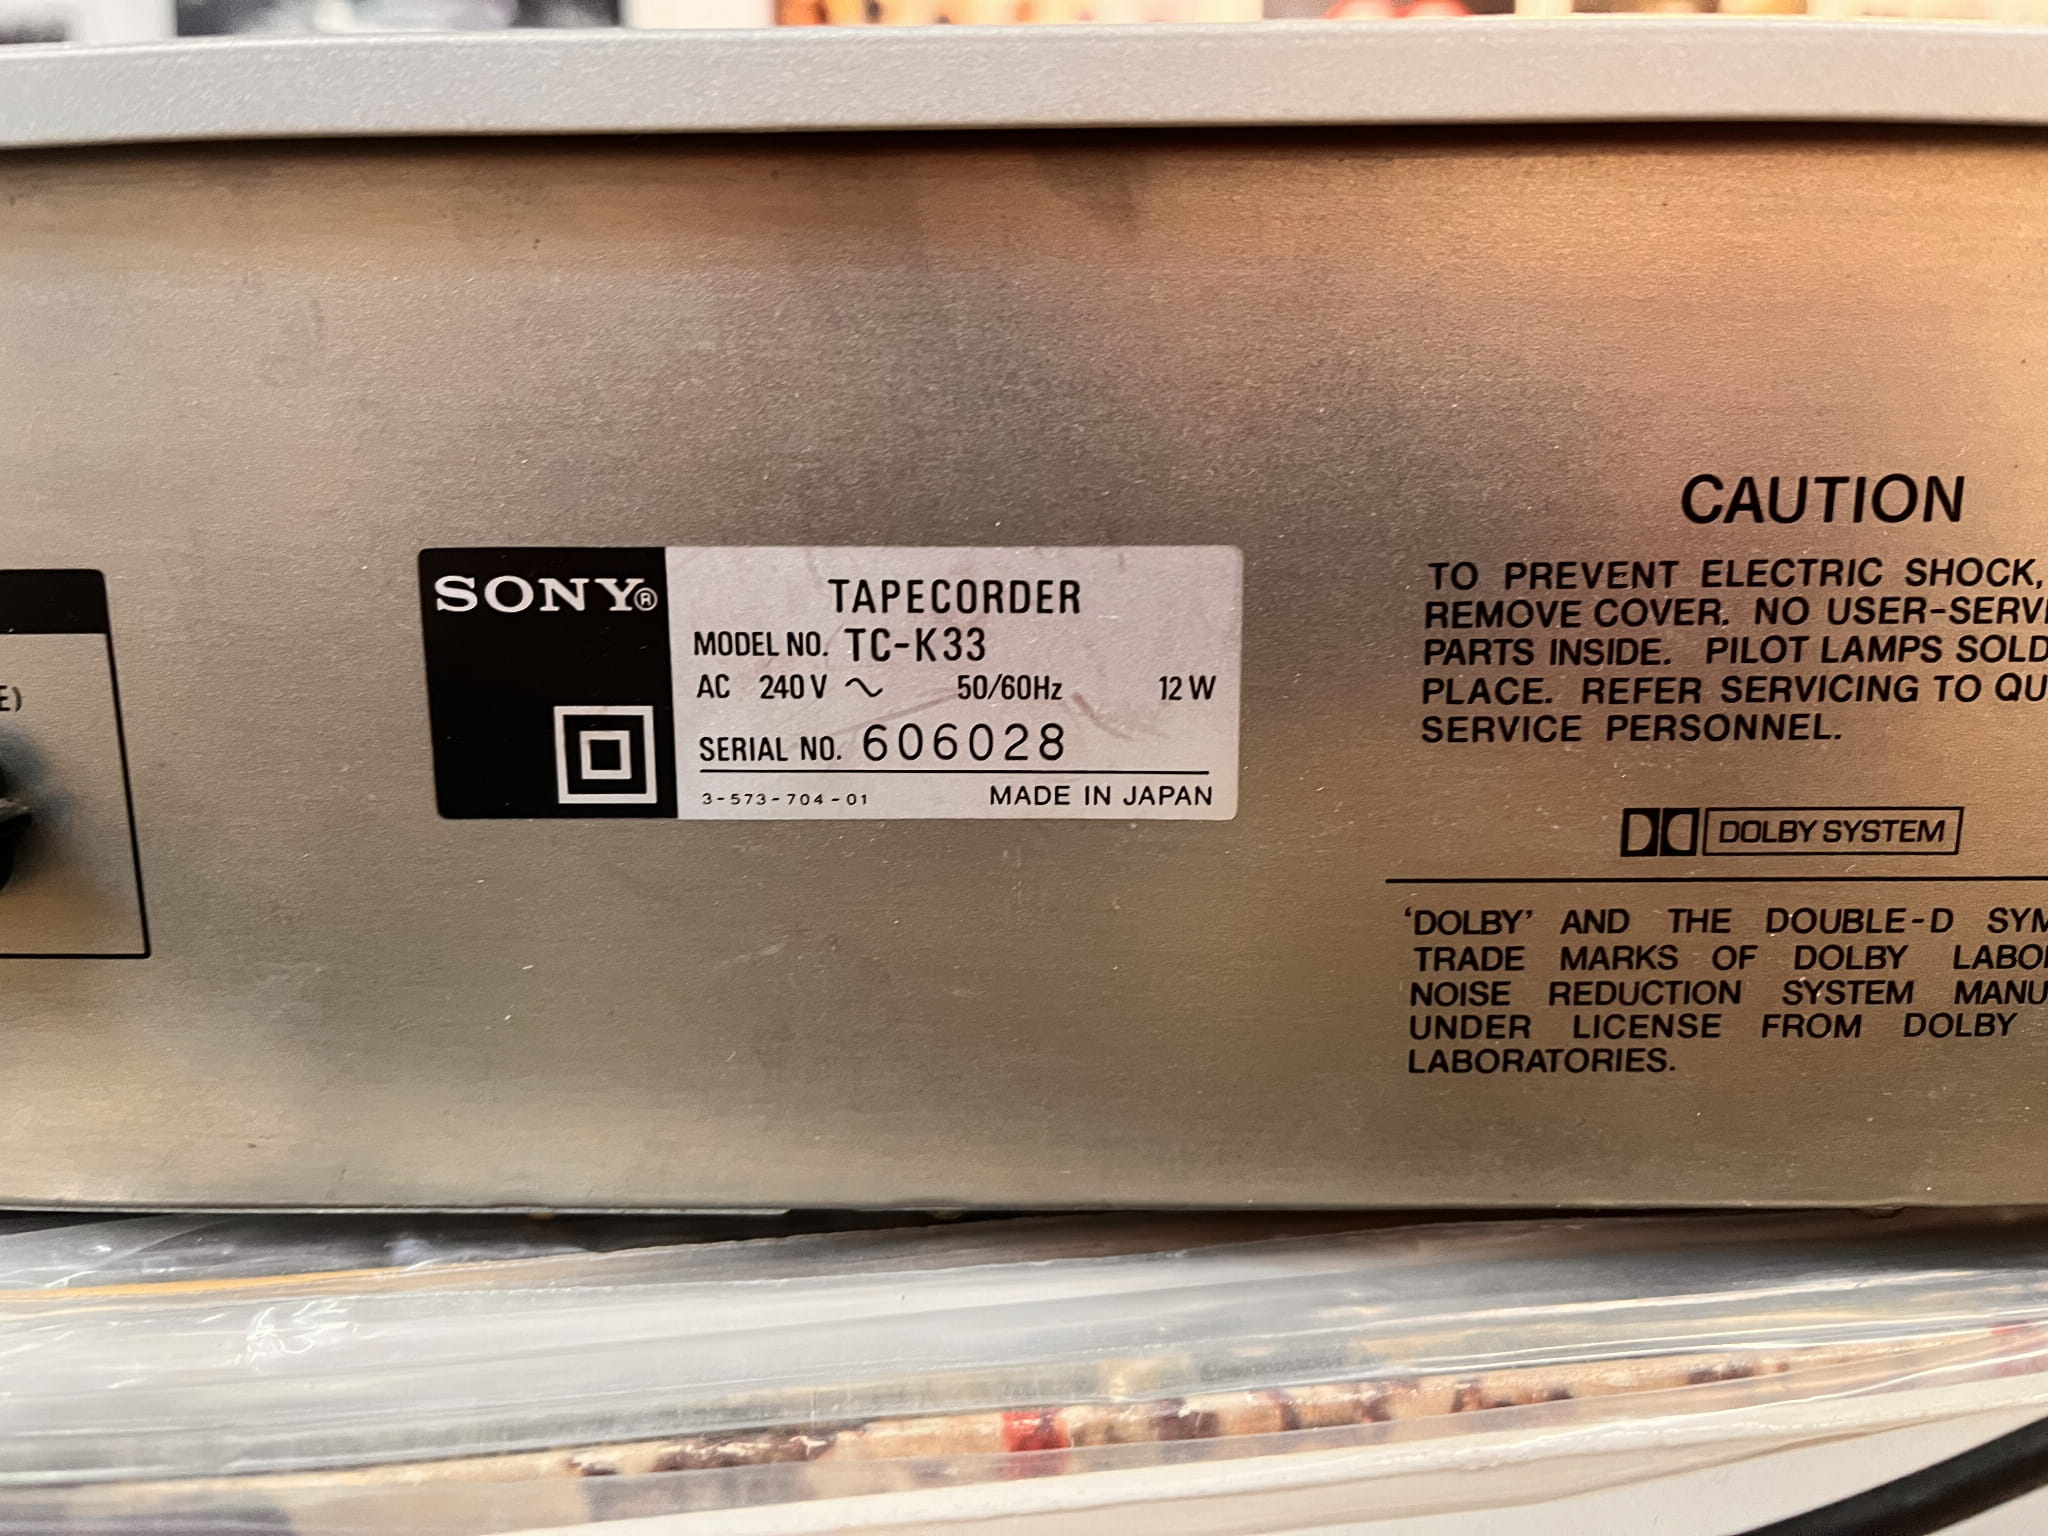 E)
SONY®
TAPECORDER
MODEL NO. TC-K33
AC 240V ~ 50/60Hz 12W
SERIAL NO. 606028
3-573-704-01 MADE IN JAPAN
CAUTION
TO PREVENT ELECTRIC SHOCK,
REMOVE COVER. NO USER-SERVI
PARTS INSIDE. PILOT LAMPS SOLD
PLACE. REFER SERVICING TO QU
SERVICE PERSONNEL.
DOLBY SYSTEM
'DOLBY' AND THE DOUBLE-D SYM
TRADE MARKS OF DOLBY LABO
NOISE REDUCTION SYSTEM MANU
UNDER LICENSE FROM DOLBY
LABORATORIES.